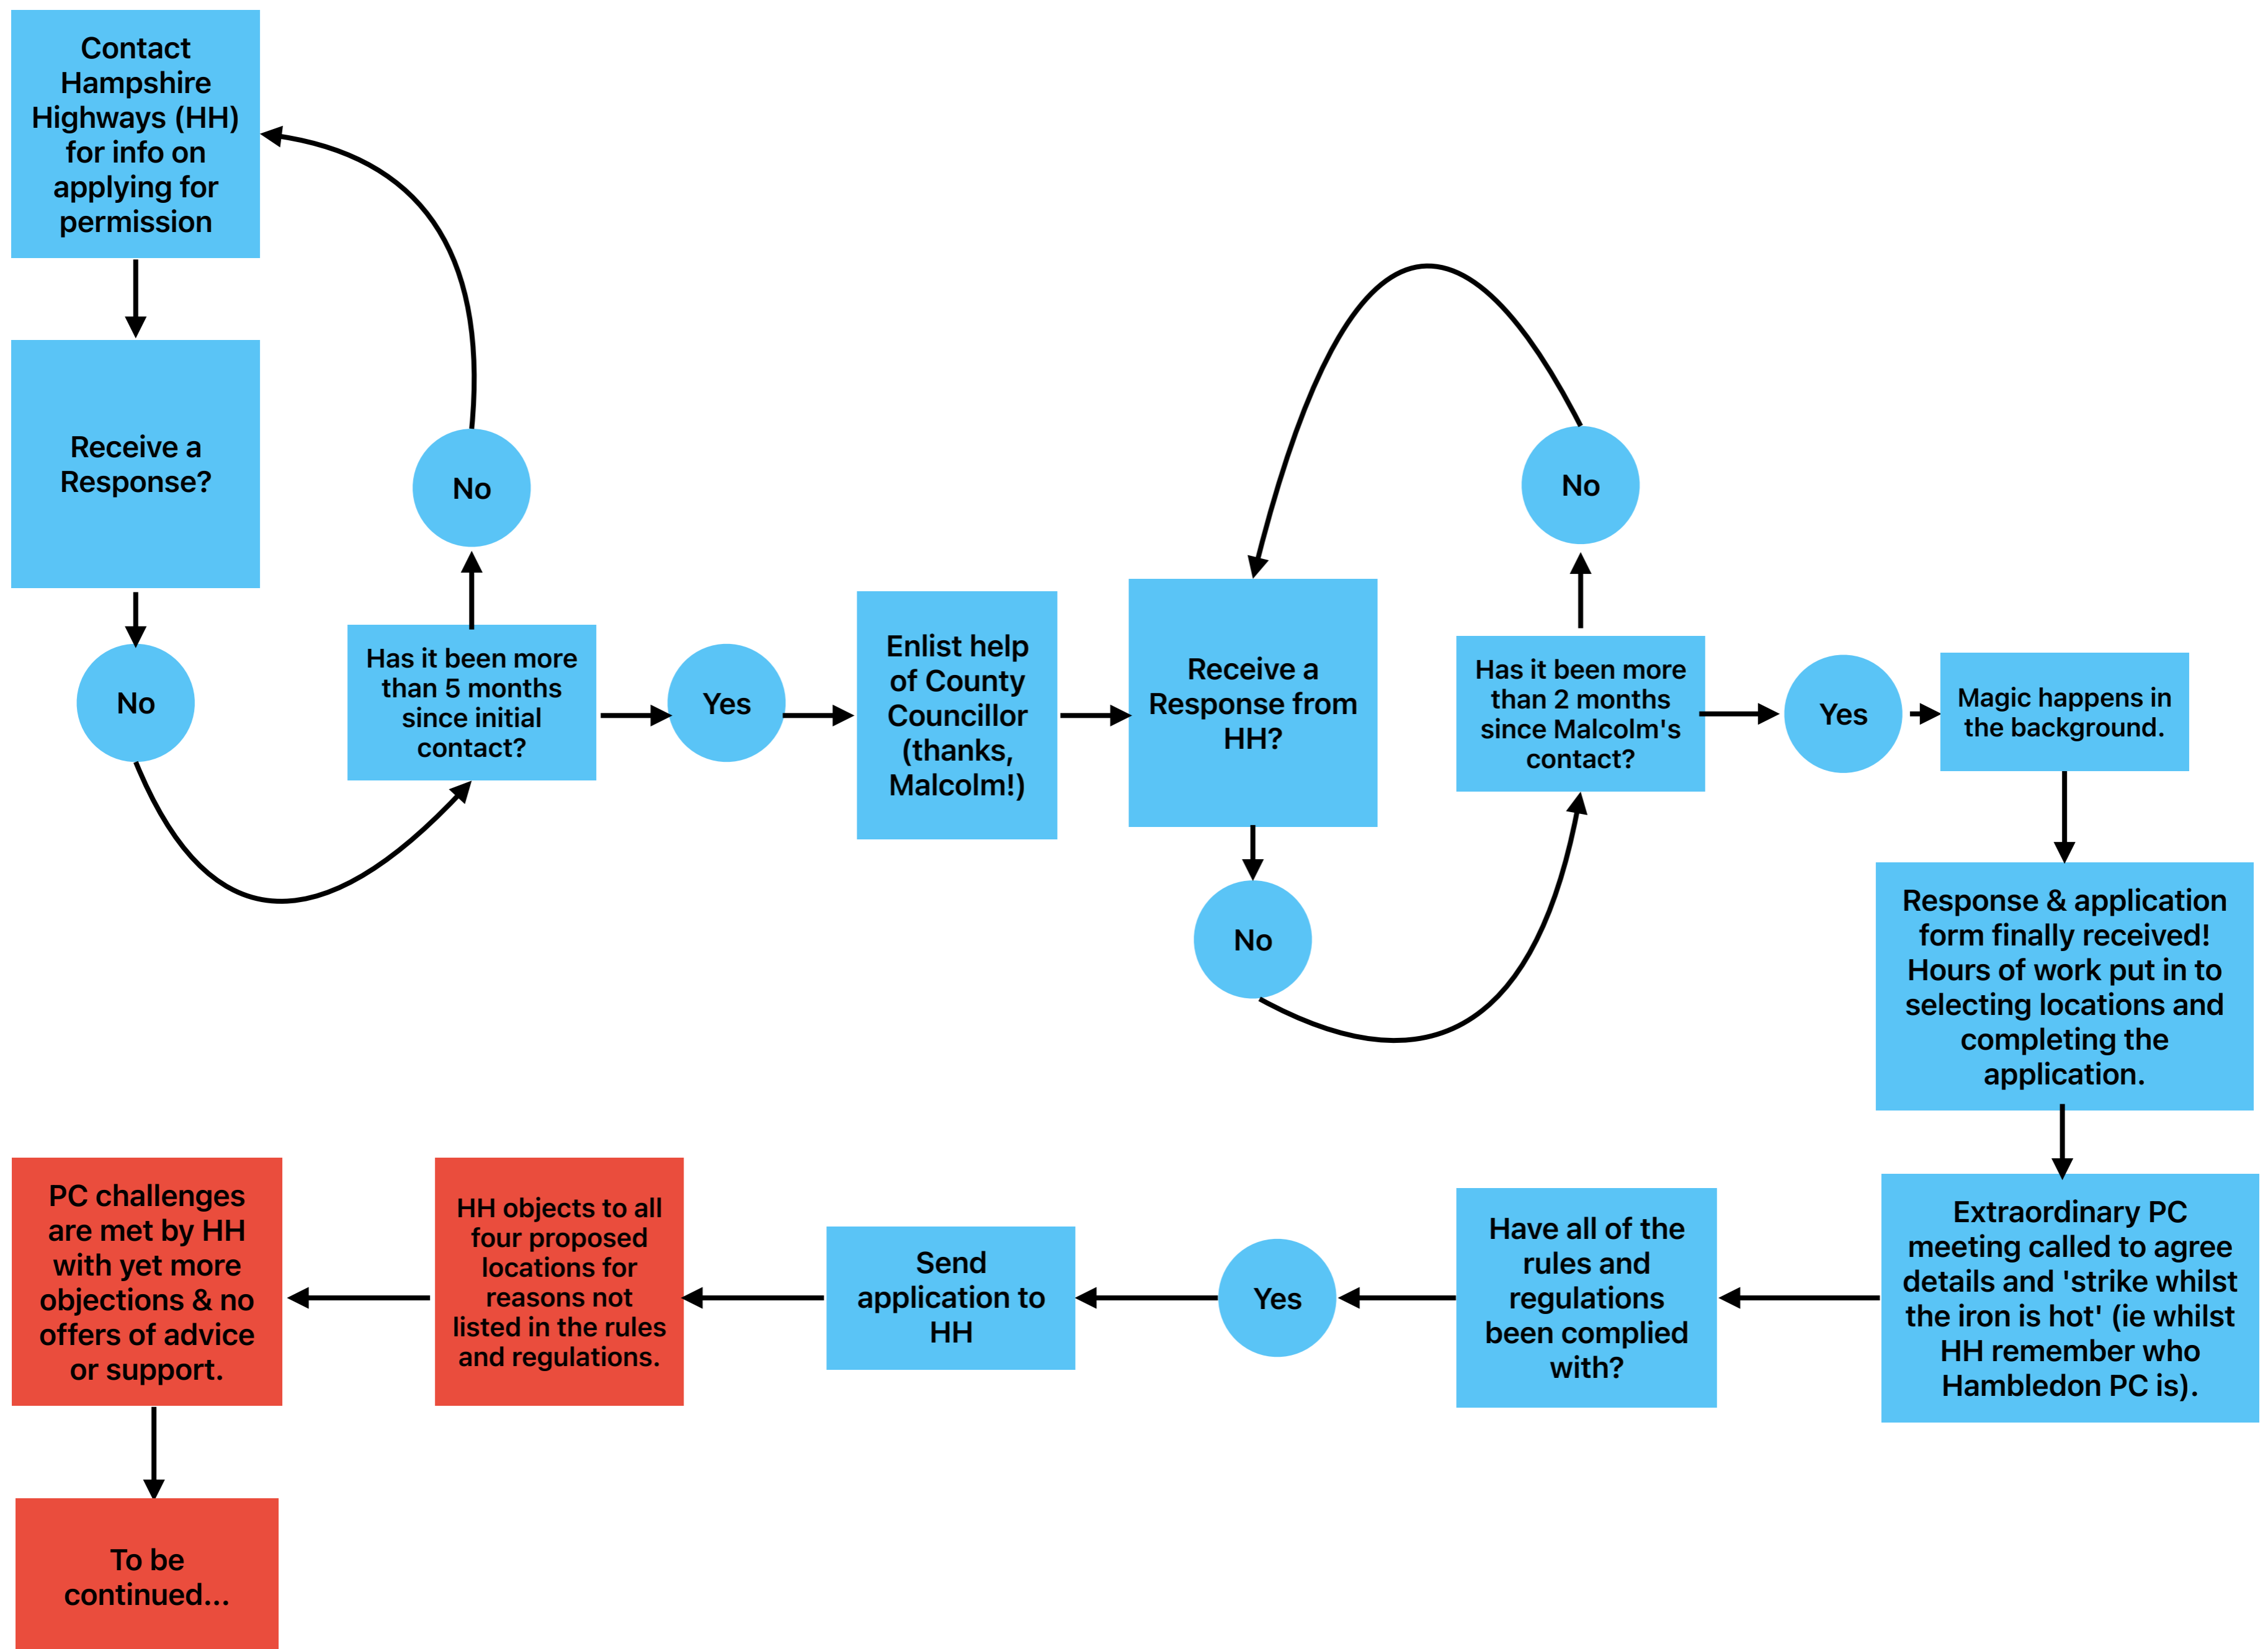 Contact
Hampshire
Highways (HH)
for info on
applying for
permission
Receive a
Response?
No
Has it been more
than 5 months
since initial
contact?
No
Yes
Enlist help
of County
Councillor
(thanks,
Malcolm!)
Receive a
Response from
HH?
No
Has it been more
than 2 months
since Malcolm's
contact?
No
Yes
Magic happens in
the background.
Response & application
form finally received!
Hours of work put in to
selecting locations and
completing the
application.
Extraordinary PC
meeting called to agree
details and 'strike whilst
the iron is hot' (ie whilst
HH remember who
Hambledon PC is).
Have all of the
rules and
regulations
been complied
with?
Yes
Send
application to
HH
HH objects to all
four proposed
locations for
reasons not
listed in the rules
and regulations.
PC challenges
are met by HH
with yet more
objections & no
offers of advice
or support.
To be
continued...